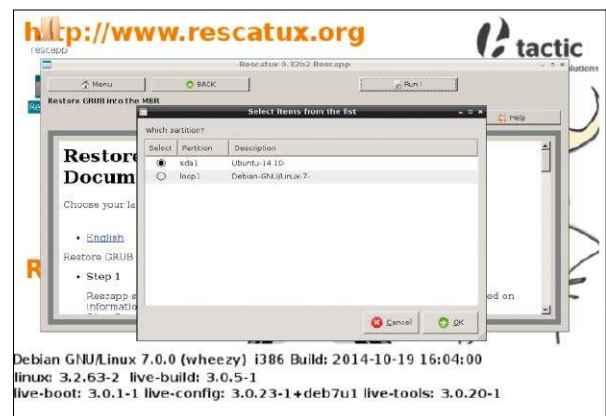 http://www.rescatux.org
rescapp
tactic
Rescatux 0.32b2 Rescapp
Menu
BACK
Run !
Restore GRUB into the MBR
Select Items from the list
Help
Which partition?
Select Partition Description
sda1 Ubuntu-14.10-
loop1 Debian-GNU/Linux-7-
Restore
Docum
Choose your la
English
Restore GRUB
Step 1
Rescapp s
ed on
informatio
Cancel
OK
Debian GNU/Linux 7.0.0 (wheezy) i386 Build: 2014-10-19 16:04:00
linux: 3.2.63-2 live-build: 3.0.5-1
live-boot: 3.0.1-1 live-config: 3.0.23-1+deb7u1 live-tools: 3.0.20-1